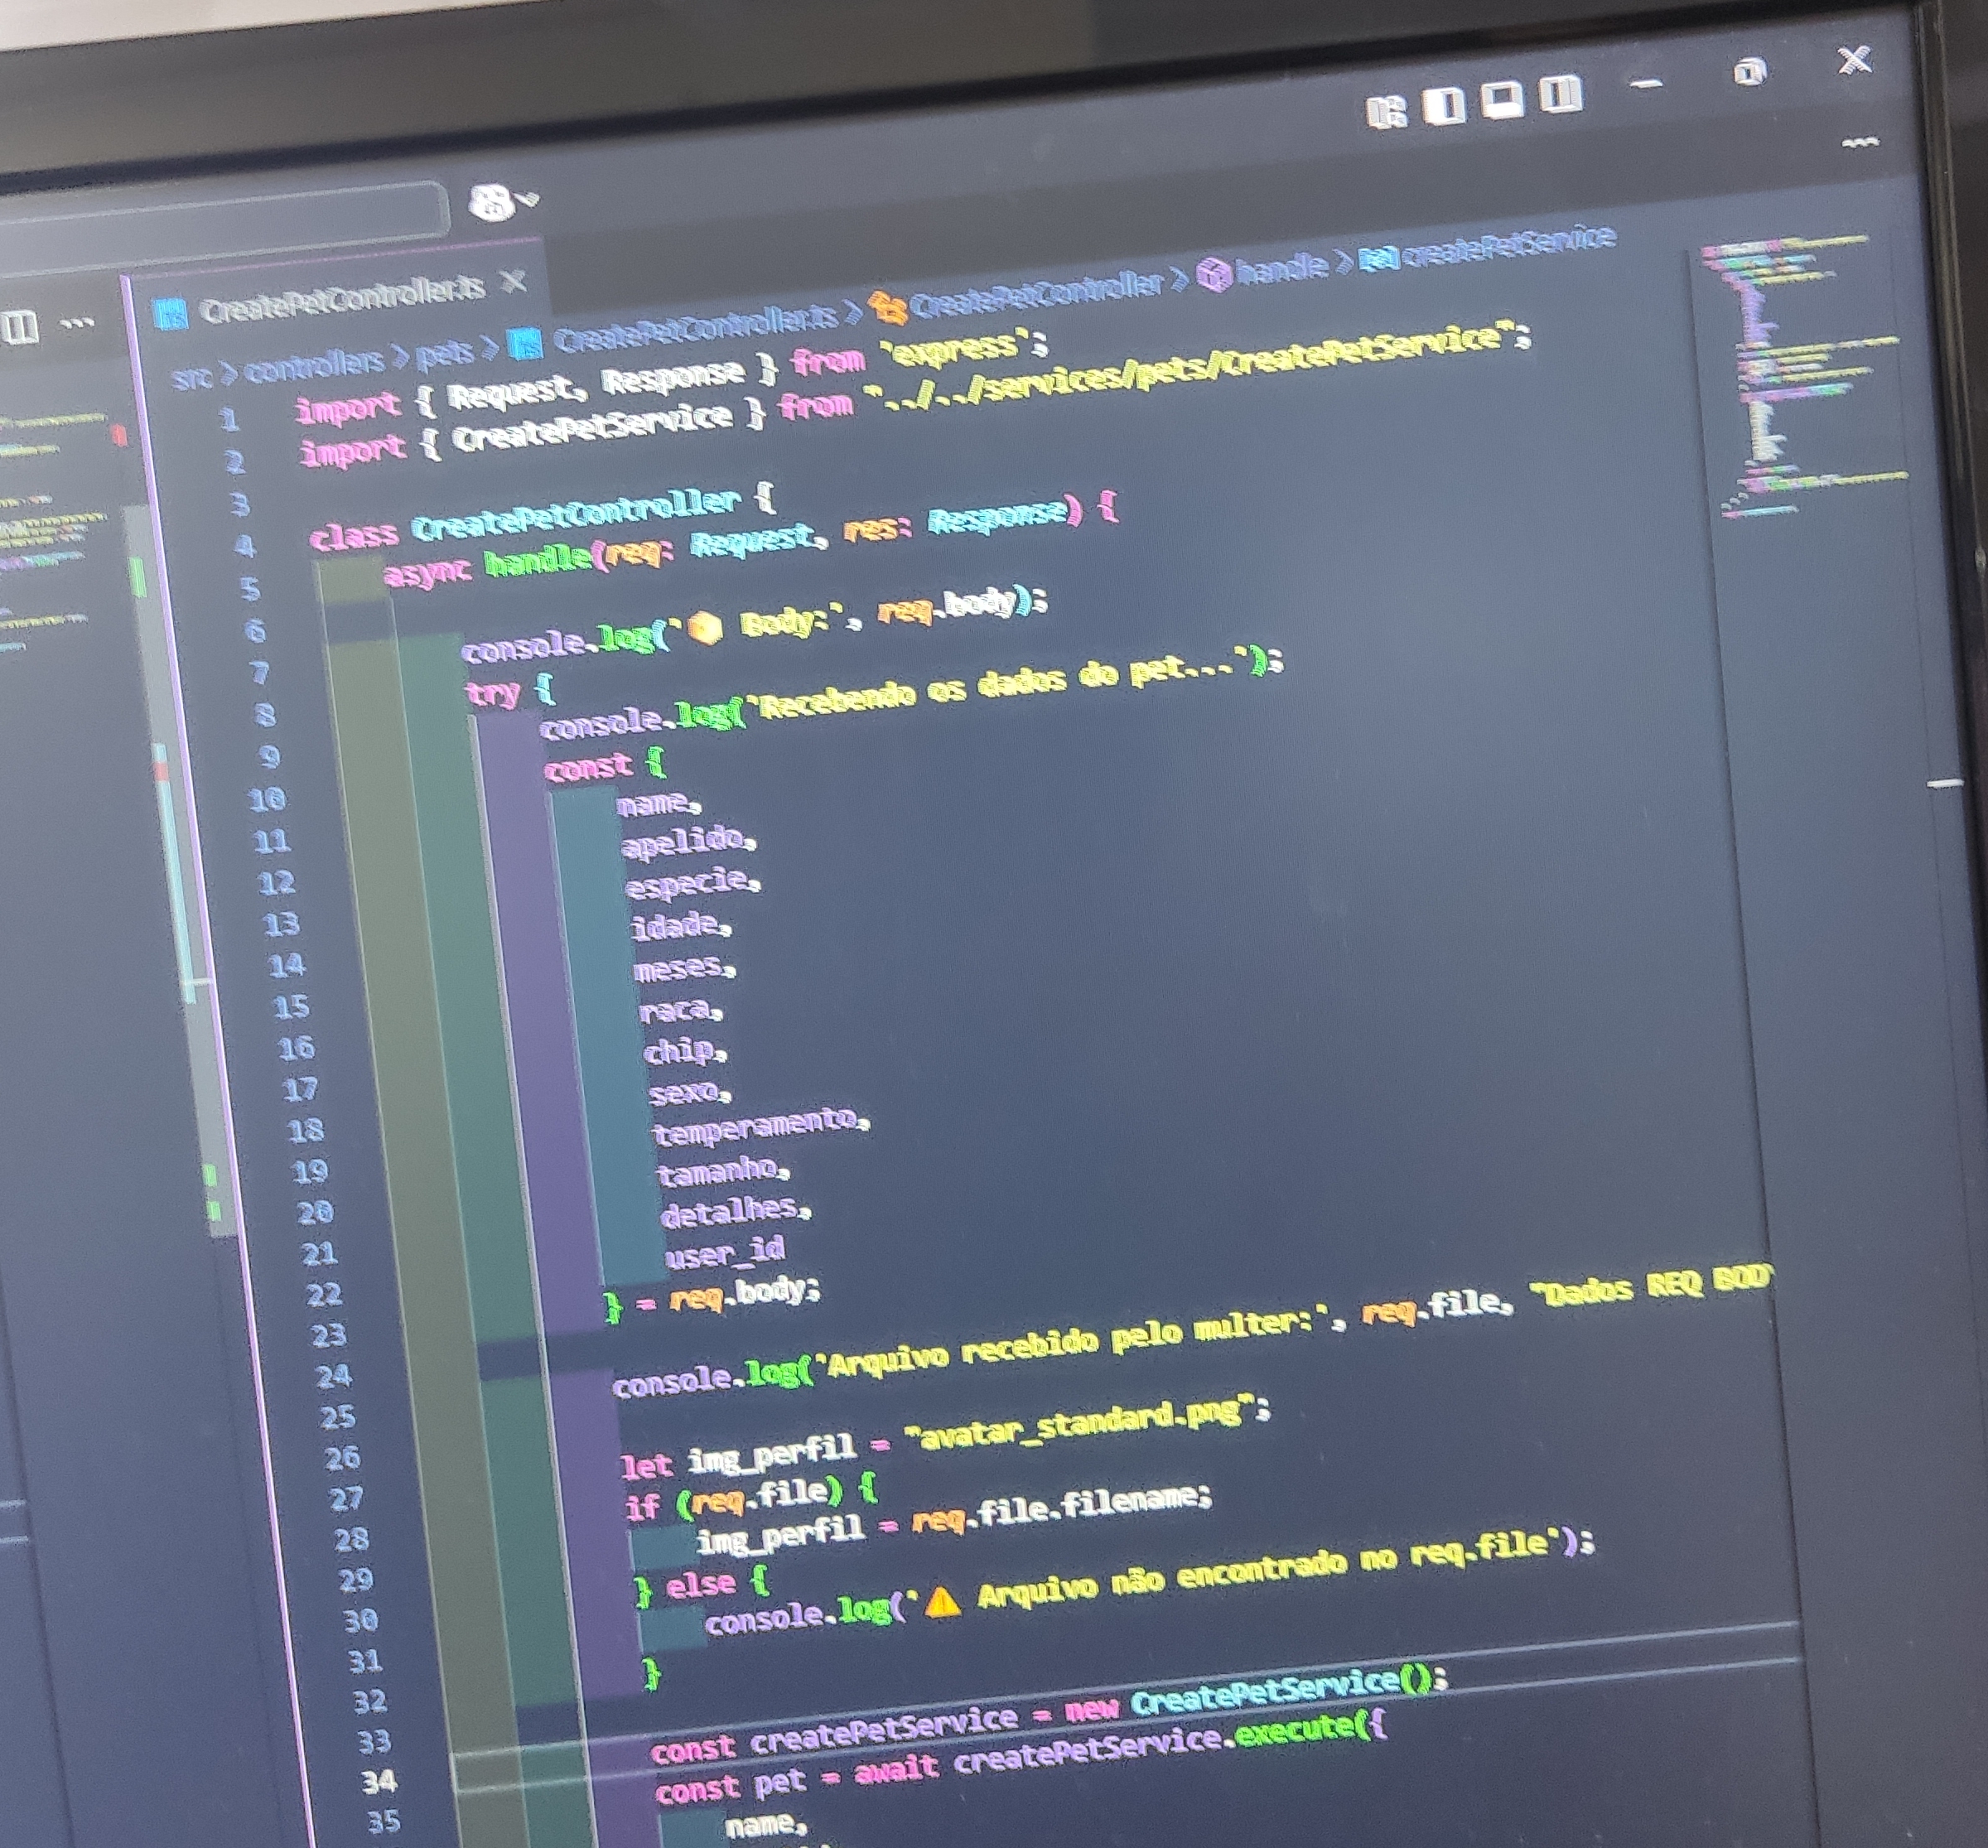 CreatePetController.ts
src > controllers > pets > CreatePetController.ts > CreatePetController > handle > createPetService
1 import { Request, Response } from 'express';
2 import { CreatePetService } from "../../services/pets/CreatePetService";
3
4 class CreatePetController {
5 async handle(req: Request, res: Response) {
6
7 console.log('📦 Body:', req.body);
8 try {
9 console.log('Recebendo os dados do pet...');
10 const {
11 name,
12 apelido,
13 especie,
14 idade,
15 meses,
16 raca,
17 chip,
18 sexo,
19 temperamento,
20 tamanho,
21 detalhes,
22 user_id
23 } = req.body;
24
25 console.log('Arquivo recebido pelo multer:', req.file, "Dados REQ BOD
26
27 let img_perfil = "avatar_standard.png";
28 if (req.file) {
29 img_perfil = req.file.filename;
30 } else {
31 console.log('⚠️ Arquivo não encontrado no req.file');
32 }
33
34 const createPetService = new CreatePetService();
35 const pet = await createPetService.execute({
name,